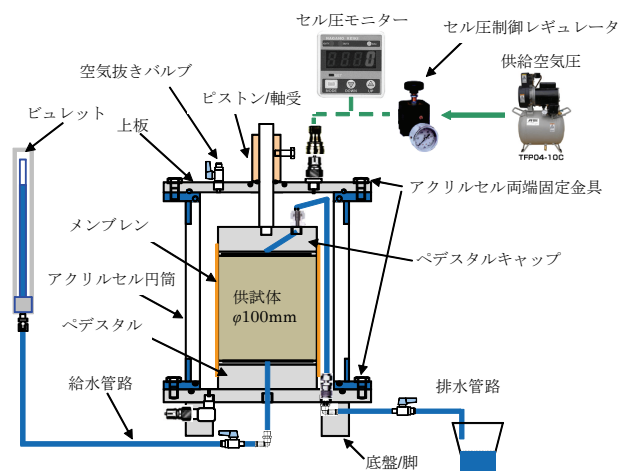 セル圧モニター
セル圧制御レギュレータ
供給空気圧
空気抜きバルブ
ピストン/軸受
ビュレット
上板
TFP04-10C
アクリルセル両端固定金具
メンブレン
ペデスタルキャップ
アクリルセル円筒
供試体
φ100mm
ペデスタル
給水管路
排水管路
底盤/脚